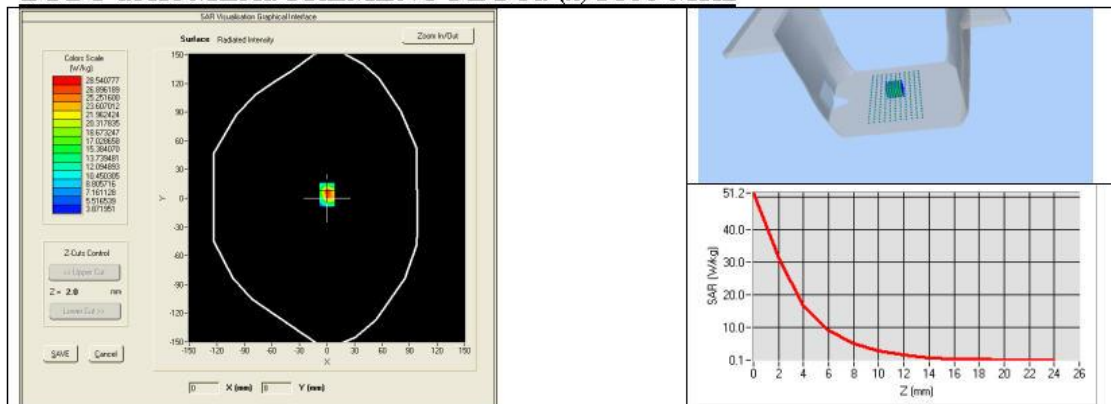 SAR Visualisation Graphical Interface
Surface Radiated Intensity
Zoom In/Out
Colors Scale
(W/kg)
28.540777
26.896189
25.251600
23.607012
21.962424
20.317835
18.673247
17.028658
15.384070
13.739481
12.094893
10.450305
8.805716
7.161128
5.516539
3.871951
Z-Cuts Control
<< Upper Cut
Z = 2.0 mm
Lower Cut >>
SAVE Cancel
150
120
90
60
30
0
-30
-60
-90
-120
-150
Y
-150 -120 -90 -60 -30 0 30 60 90 120 150
X
0 X (mm) 8 Y (mm)
51.2
40.0
30.0
20.0
10.0
0.1
SAR (W/kg)
0 2 4 6 8 10 12 14 16 18 20 22 24 26
Z (mm)